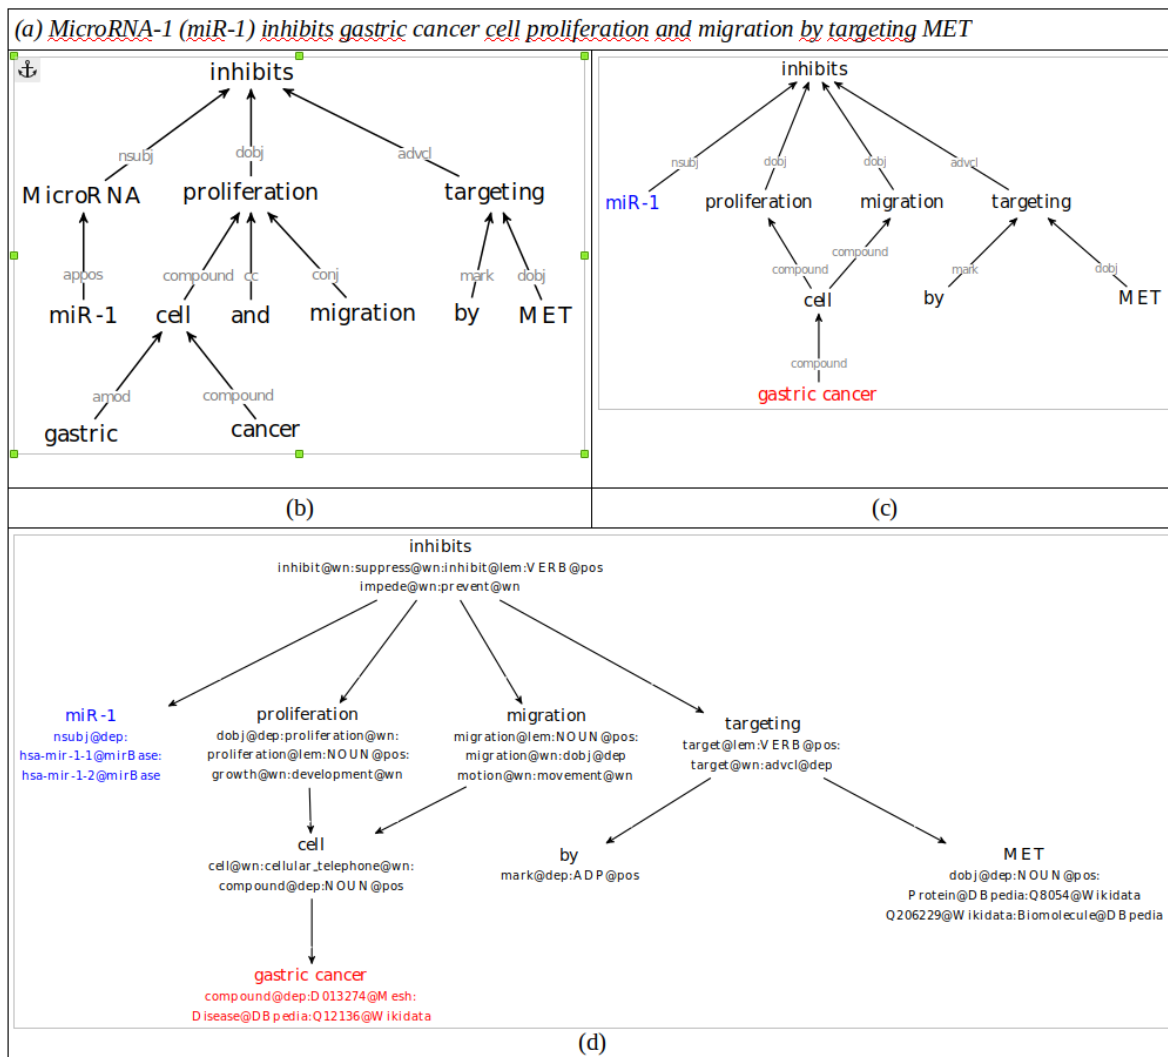 (a) MicroRNA-1 (miR-1) inhibits gastric cancer cell proliferation and migration by targeting MET
inhibits
nsubj dobj advcl
MicroRNA proliferation targeting
appos compound cc conj mark dobj
miR-1 cell and migration by MET
amod compound
gastric cancer
(b)
inhibits
nsubj dobj dobj advcl
miR-1 proliferation migration targeting
compound compound mark dobj
cell by MET
compound
gastric cancer
(c)
inhibits
inhibit@wn:suppress@wn:inhibit@lem:VERB@pos
impede@wn:prevent@wn
miR-1
nsubj@dep:
hsa-mir-1-1@mirBase:
hsa-mir-1-2@mirBase
proliferation
dobj@dep:proliferation@wn:
proliferation@lem:NOUN@pos:
growth@wn:development@wn
migration
migration@lem:NOUN@pos:
migration@wn:dobj@dep
motion@wn:movement@wn
targeting
target@lem:VERB@pos:
target@wn:advcl@dep
cell
cell@wn:cellular_telephone@wn:
compound@dep:NOUN@pos
by
mark@dep:ADP@pos
MET
dobj@dep:NOUN@pos:
Protein@DBpedia:Q8054@Wikidata
Q206229@Wikidata:Biomolecule@DBpedia
gastric cancer
compound@dep:D013274@Mesh:
Disease@DBpedia:Q12136@Wikidata
(d)